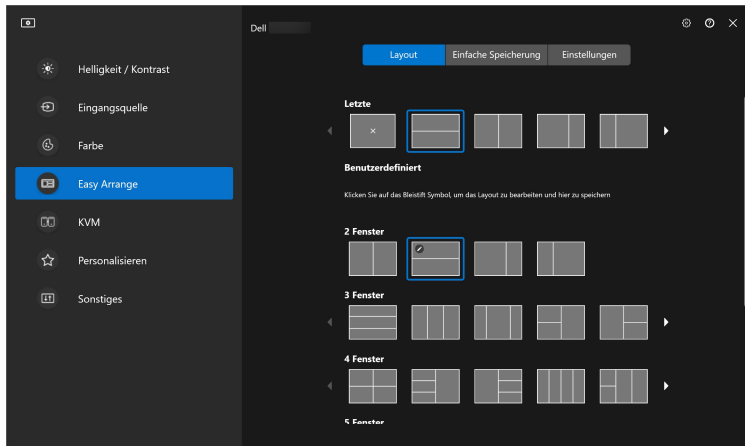 Dell
Layout
Einfache Speicherung
Einstellungen
Helligkeit / Kontrast
Eingangsquelle
Farbe
Easy Arrange
KVM
Personalisieren
Sonstiges
Letzte
Benutzerdefiniert
Klicken Sie auf das Bleistift Symbol, um das Layout zu bearbeiten und hier zu speichern
2 Fenster
3 Fenster
4 Fenster
5 Fenster